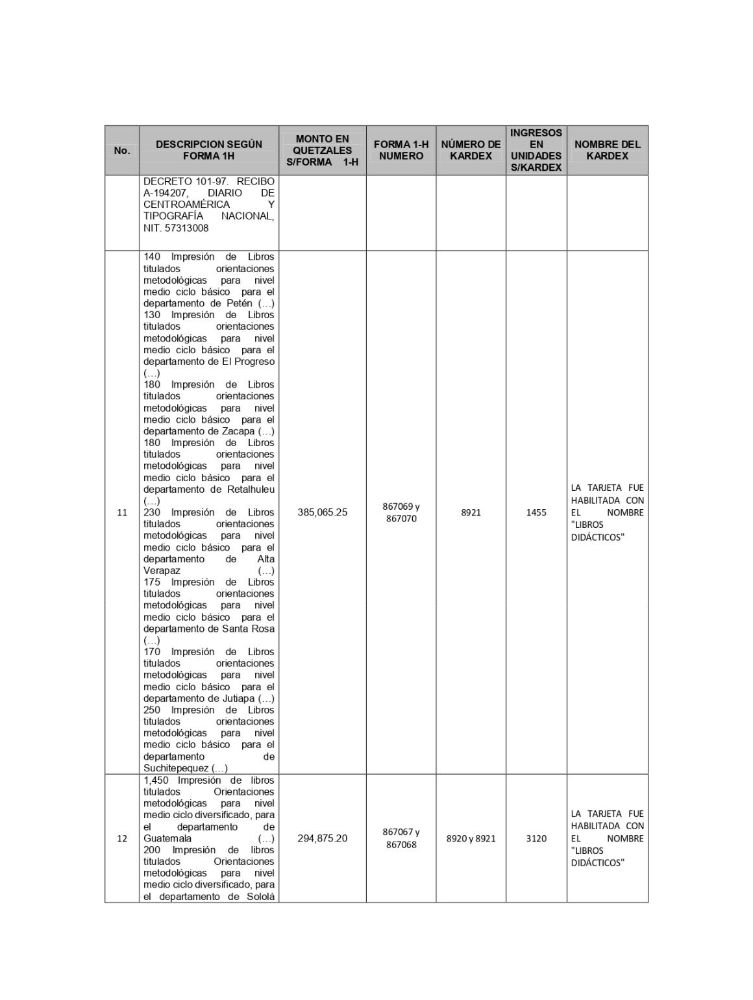 No.
DESCRIPCION SEGÚN
FORMA 1H
MONTO EN
QUETZALES
S/FORMA 1-H
FORMA 1-H
NUMERO
NÚMERO DE
KARDEX
INGRESOS
EN
UNIDADES
S/KARDEX
NOMBRE DEL
KARDEX
DECRETO 101-97. RECIBO
A-194207, DIARIO DE
CENTROAMÉRICA Y
TIPOGRAFÍA NACIONAL,
NIT. 57313008
11
140 Impresión de Libros
titulados orientaciones
metodológicas para nivel
medio ciclo básico para el
departamento de Petén (…)
130 Impresión de Libros
titulados orientaciones
metodológicas para nivel
medio ciclo básico para el
departamento de El Progreso
(…)
180 Impresión de Libros
titulados orientaciones
metodológicas para nivel
medio ciclo básico para el
departamento de Zacapa (…)
180 Impresión de Libros
titulados orientaciones
metodológicas para nivel
medio ciclo básico para el
departamento de Retalhuleu
(…)
230 Impresión de Libros
titulados orientaciones
metodológicas para nivel
medio ciclo básico para el
departamento de Alta
Verapaz (…)
175 Impresión de Libros
titulados orientaciones
metodológicas para nivel
medio ciclo básico para el
departamento de Santa Rosa
(…)
170 Impresión de Libros
titulados orientaciones
metodológicas para nivel
medio ciclo básico para el
departamento de Jutiapa (…)
250 Impresión de Libros
titulados orientaciones
metodológicas para nivel
medio ciclo básico para el
departamento de
Suchitepequez (…)
385,065.25
867069 y
867070
8921
1455
LA TARJETA FUE
HABILITADA CON
EL NOMBRE
"LIBROS
DIDÁCTICOS"
12
1,450 Impresión de libros
titulados Orientaciones
metodológicas para nivel
medio ciclo diversificado, para
el departamento de
Guatemala (…)
200 Impresión de libros
titulados Orientaciones
metodológicas para nivel
medio ciclo diversificado, para
el departamento de Sololá
294,875.20
867067 y
867068
8920 y 8921
3120
LA TARJETA FUE
HABILITADA CON
EL NOMBRE
"LIBROS
DIDÁCTICOS"